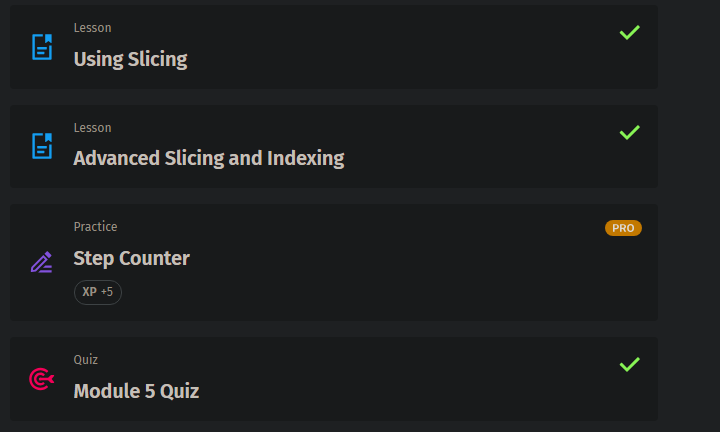 Lesson
Using Slicing
Lesson
Advanced Slicing and Indexing
Practice
PRO
Step Counter
XP +5
Quiz
Module 5 Quiz